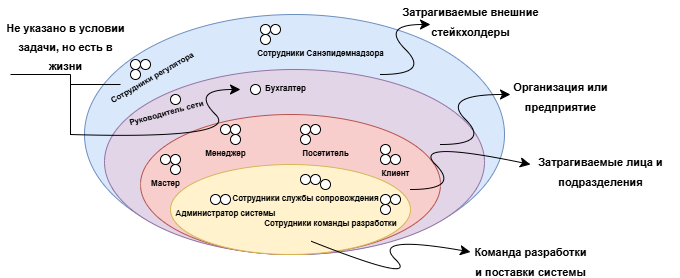 Затрагиваемые внешние
стейкхолдеры
Не указано в условии
задачи, но есть в
жизни
Сотрудники Санэпидемнадзора
Сотрудники регулятора
Бухгалтер
Руководитель сети
Организация или
предприятие
Менеджер
Посетитель
Мастер
Клиент
Затрагиваемые лица и
подразделения
Сотрудники службы сопровождения
Администратор системы
Сотрудники команды разработки
Команда разработки
и поставки системы